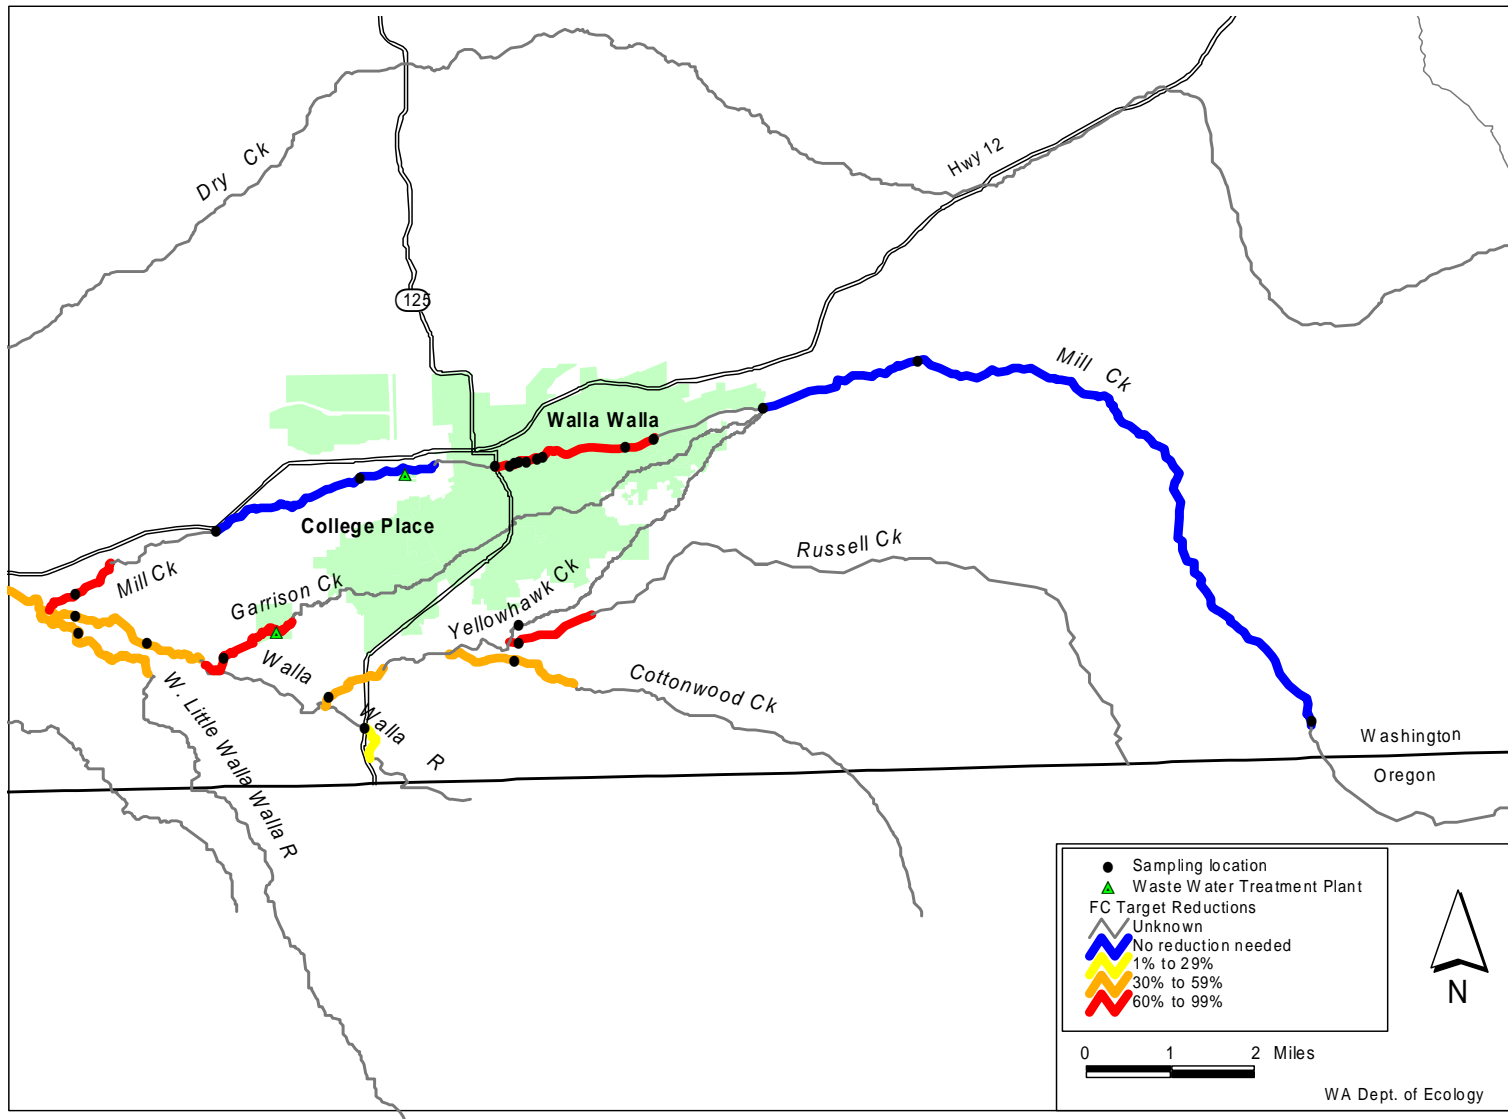 Dry Ck
Hwy 12
125
Mill Ck
Walla Walla
College Place
Russell Ck
Mill Ck
Garrison Ck
Yellowhawk Ck
Walla
Walla
R
Cottonwood Ck
W. Little Walla Walla R
Washington
Oregon
Sampling location
Waste Water Treatment Plant
FC Target Reductions
Unknown
No reduction needed
1% to 29%
30% to 59%
60% to 99%
N
0 1 2 Miles
WA Dept. of Ecology